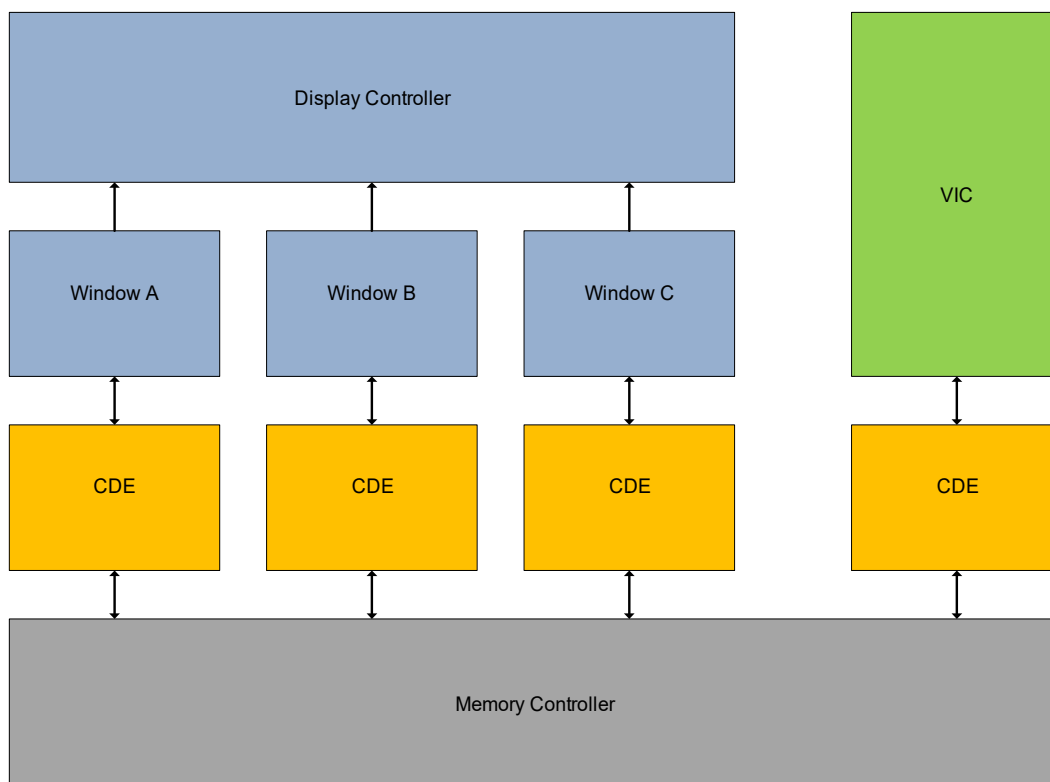 Display Controller
VIC
Window A
Window B
Window C
CDE
CDE
CDE
CDE
Memory Controller